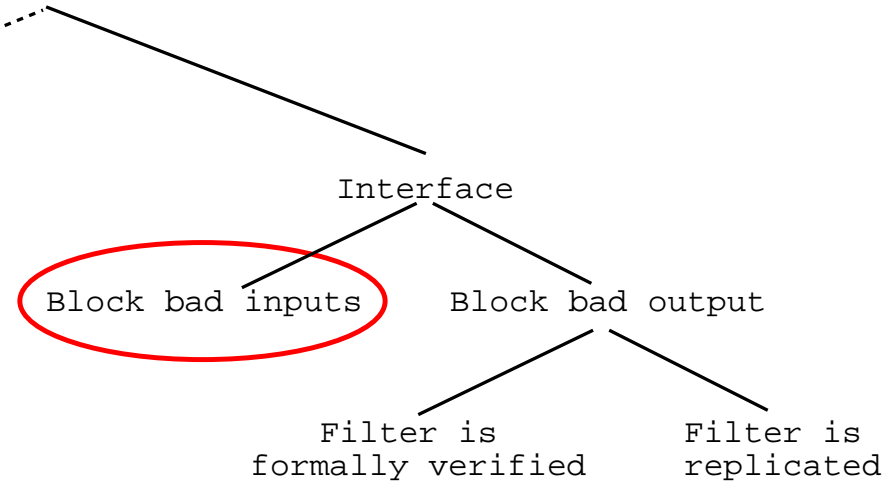 Interface
Block bad inputs
Block bad output
Filter is
formally verified
Filter is
replicated